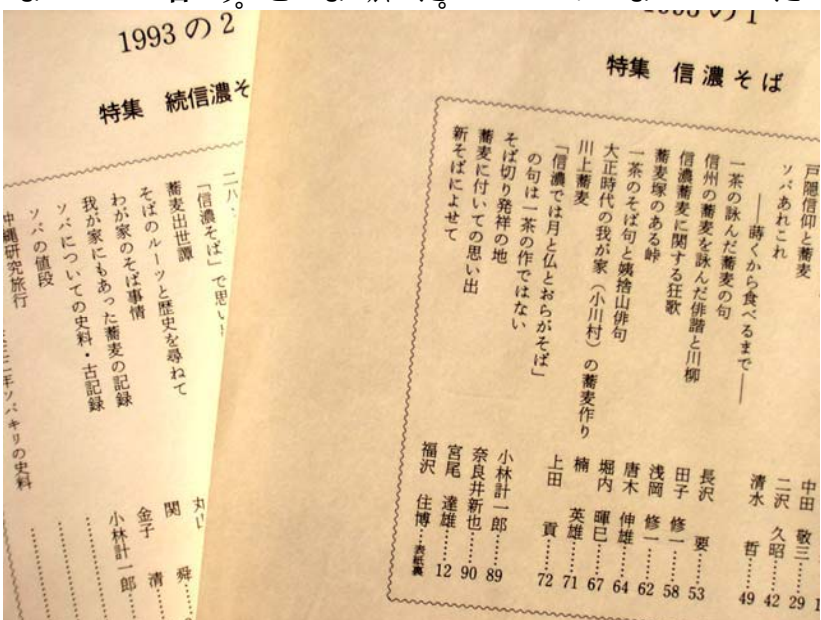 1993 の 2
特集 続信濃そ
「信濃そば」で思い
蕎麦出世譚
そばのルーツと歴史を尋ねて
わが家のそば事情
我が家にもあった蕎麦の記録
ソバについての史料・古記録
ソバの値段
沖縄研究旅行
年ソバキリの史料
丸山
関 舜……
金子 清……
小林計一郎……
特集 信濃そば
戸隠信仰と蕎麦
ソバあれこれ
――蒔くから食べるまで――
一茶の詠んだ蕎麦の句
信州の蕎麦を詠んだ俳諧と川柳
信濃蕎麦に関する狂歌
蕎麦塚のある峠
一茶のそば句と姨捨山俳句
大正時代の我が家（小川村）の蕎麦作り
川上蕎麦
「信濃では月と仏とおらがそば」
の句は一茶の作ではない
そば切り発祥の地
蕎麦に付いての思い出
新そばによせて
中田 敬三……29
二沢 久昭……42
清水 哲……49
長沢 要……53
田子 修一……58
浅岡 修一……62
唐木 伸雄……64
堀内 暉巳……67
楠 英雄……71
上田 貢……72
小林計一郎……89
奈良井新也……90
宮尾 達雄……12
福沢 住博……表紙裏